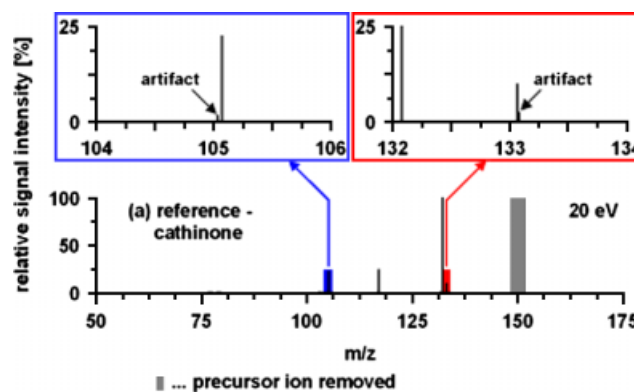 relative signal intensity [%]
25
0
artifact
104
105
106
25
0
artifact
132
133
134
100
50
0
(a) reference -
cathinone
20 eV
50
75
100
125
150
175
m/z
... precursor ion removed